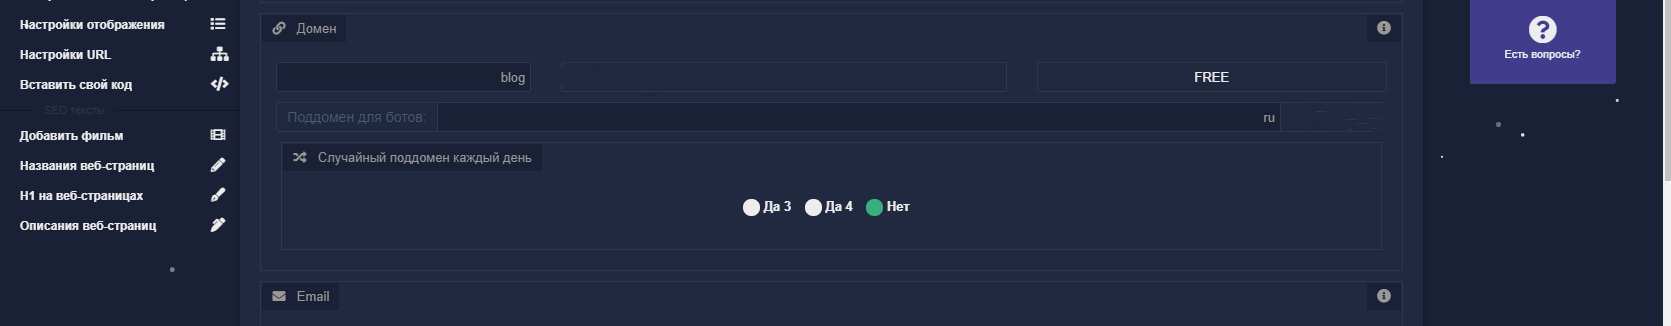 Настройки отображения
Настройки URL
Вставить свой код
SEO тексты
Добавить фильм
Названия веб-страниц
H1 на веб-страницах
Описания веб-страниц
Домен
blog
FREE
Поддомен для ботов:
ru
Случайный поддомен каждый день
Да 3
Да 4
Нет
Email
Есть вопросы?